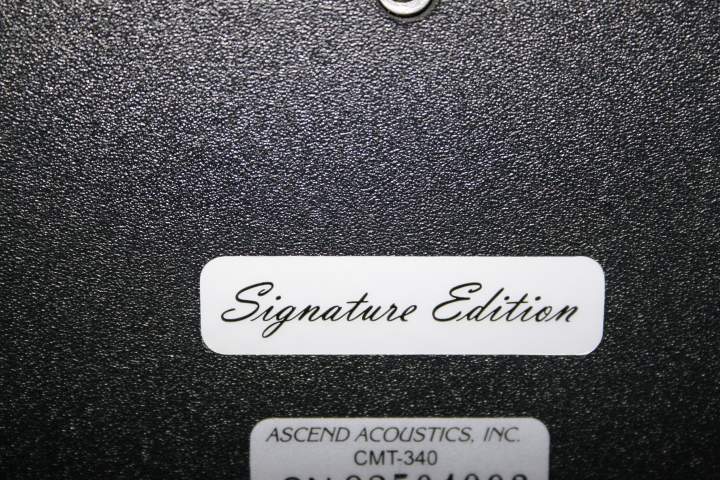 Signature Edition
ASCEND ACOUSTICS, INC.
CMT-340